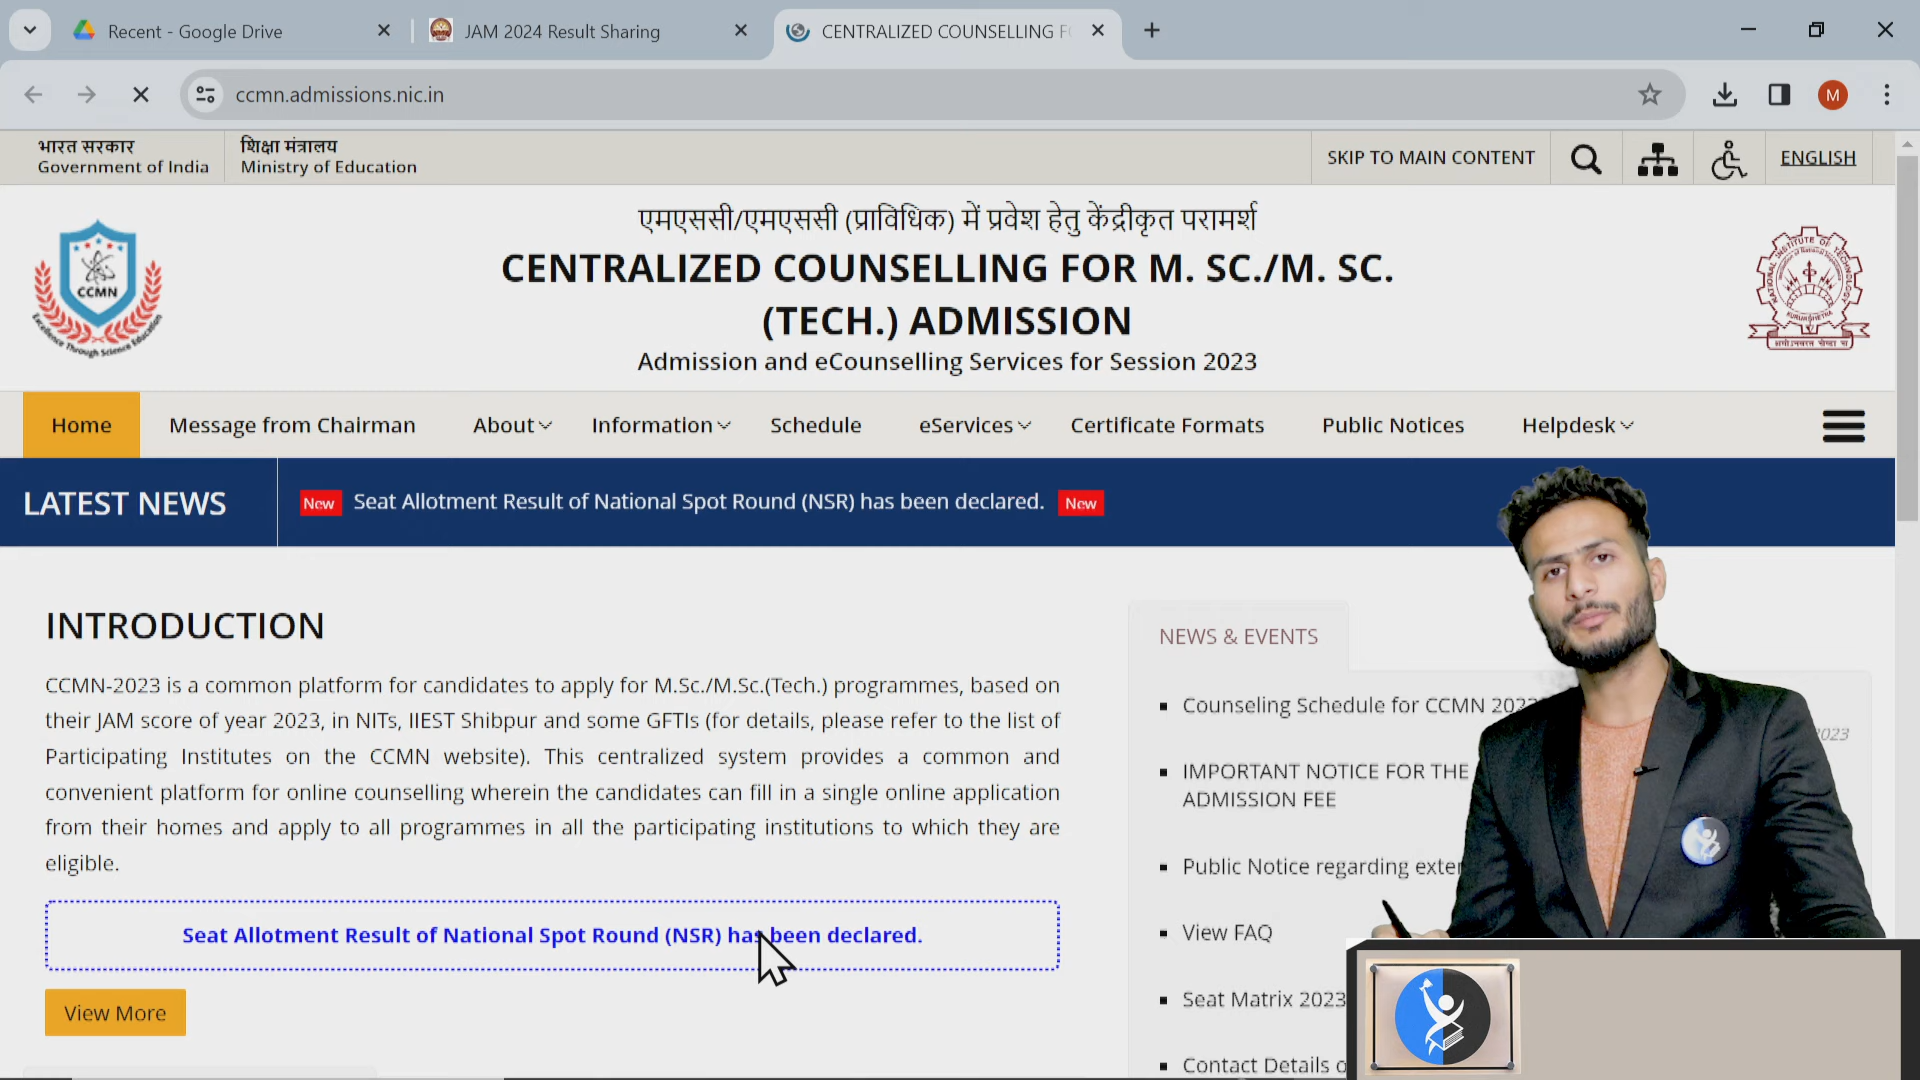 Recent - Google Drive
JAM 2024 Result Sharing
CENTRALIZED COUNSELLING F
ccmn.admissions.nic.in
M
भारत सरकार
Government of India
शिक्षा मंत्रालय
Ministry of Education
SKIP TO MAIN CONTENT
ENGLISH
एमएससी/एमएससी (प्राविधिक) में प्रवेश हेतु केंद्रीकृत परामर्श
CENTRALIZED COUNSELLING FOR M. SC./M. SC.
(TECH.) ADMISSION
Admission and eCounselling Services for Session 2023
CCMN
Excellence Through Science Education
Home
Message from Chairman
About
Information
Schedule
eServices
Certificate Formats
Public Notices
Helpdesk
LATEST NEWS
New Seat Allotment Result of National Spot Round (NSR) has been declared. New
INTRODUCTION
CCMN-2023 is a common platform for candidates to apply for M.Sc./M.Sc.(Tech.) programmes, based on
their JAM score of year 2023, in NITs, IIEST Shibpur and some GFTIs (for details, please refer to the list of
Participating Institutes on the CCMN website). This centralized system provides a common and
convenient platform for online counselling wherein the candidates can fill in a single online application
from their homes and apply to all programmes in all the participating institutions to which they are
eligible.
Seat Allotment Result of National Spot Round (NSR) has been declared.
View More
NEWS & EVENTS
Counseling Schedule for CCMN 202
2023
IMPORTANT NOTICE FOR THE
ADMISSION FEE
Public Notice regarding exte
View FAQ
Seat Matrix 2023
Contact Details